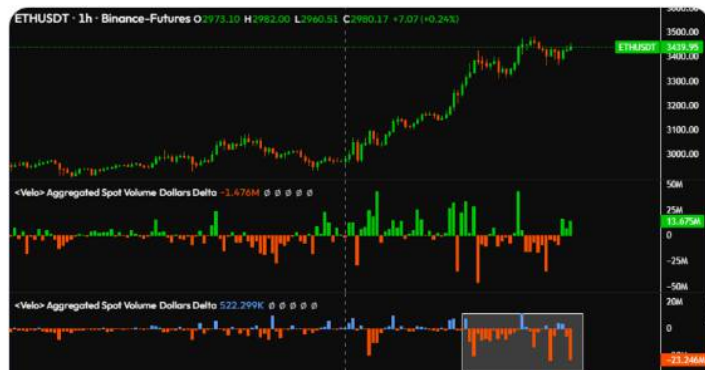 3600.00
ETHUSDT · 1h · Binance-Futures O2973.10 H2982.00 L2960.51 C2980.17 +7.07 (+0.24%)
3500.00
ETHUSDT 3439.95
3400.00
3300.00
3200.00
3100.00
3000.00
<Velo> Aggregated Spot Volume Dollars Delta -1.476M Ø Ø Ø Ø Ø
50M
25M
13.675M
0
-25M
-50M
<Velo> Aggregated Spot Volume Dollars Delta 522.299K Ø Ø Ø Ø Ø
20M
0
-23.246M